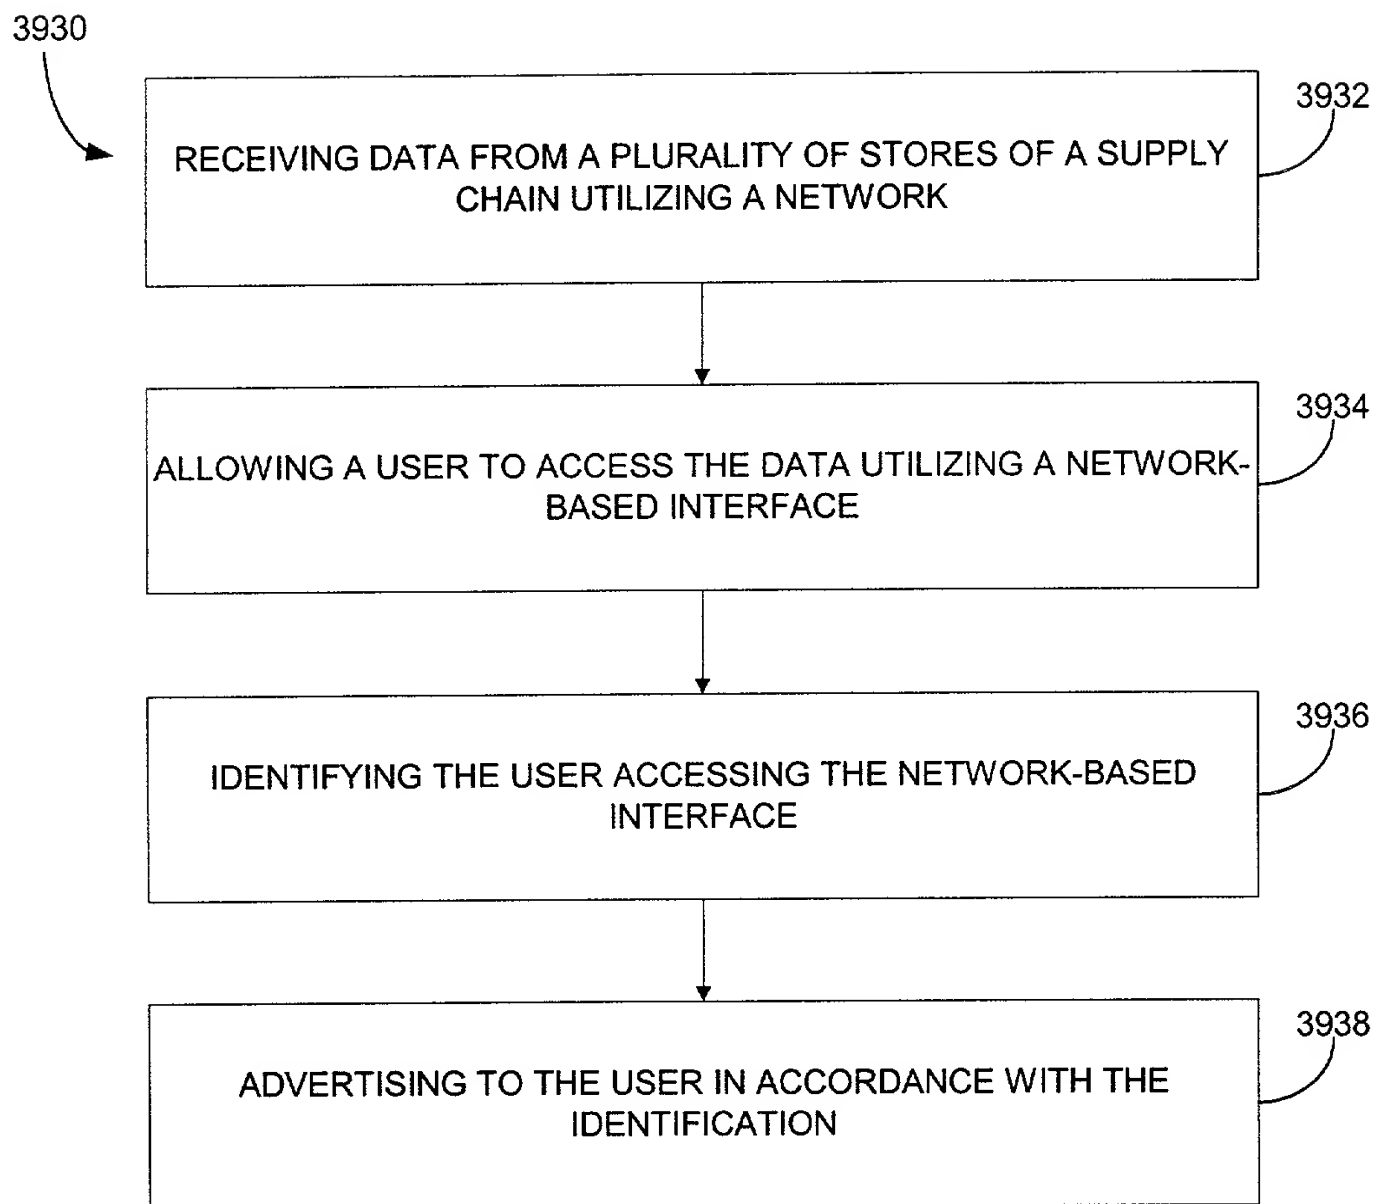 3930
3932
RECEIVING DATA FROM A PLURALITY OF STORES OF A SUPPLY
CHAIN UTILIZING A NETWORK
3934
ALLOWING A USER TO ACCESS THE DATA UTILIZING A NETWORK-
BASED INTERFACE
3936
IDENTIFYING THE USER ACCESSING THE NETWORK-BASED
INTERFACE
3938
ADVERTISING TO THE USER IN ACCORDANCE WITH THE
IDENTIFICATION